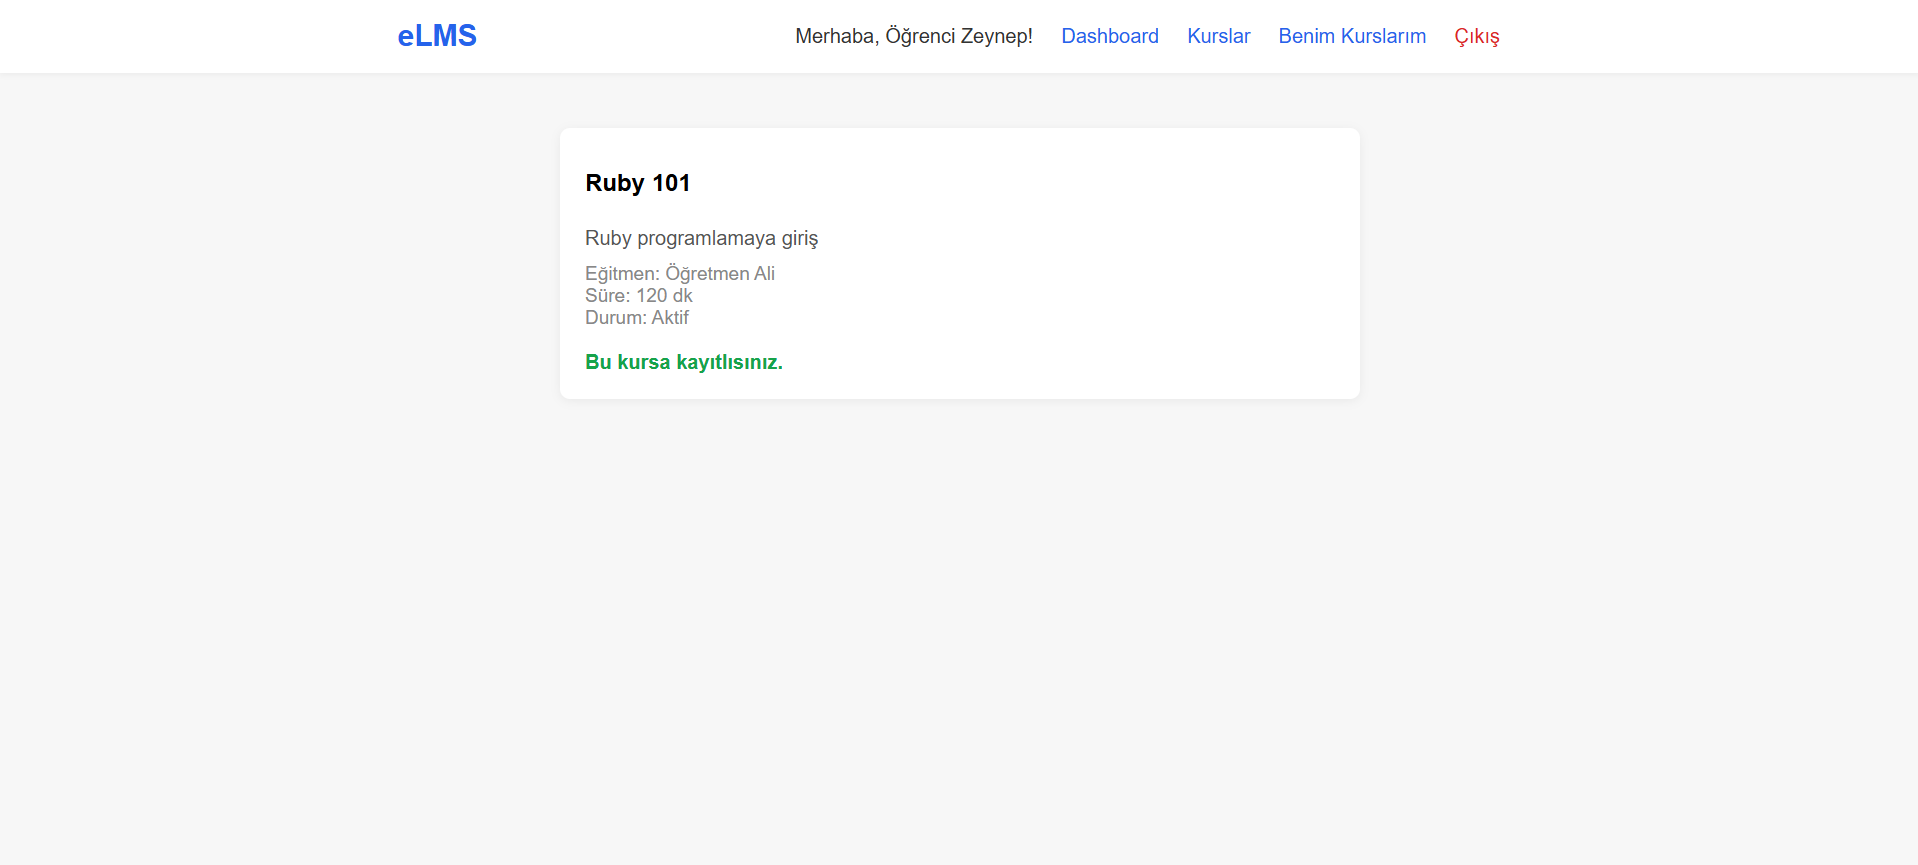 eLMS
Merhaba, Öğrenci Zeynep! Dashboard Kurslar Benim Kurslarım Çıkış
Ruby 101
Ruby programlamaya giriş
Eğitmen: Öğretmen Ali
Süre: 120 dk
Durum: Aktif
Bu kursa kayıtlısınız.